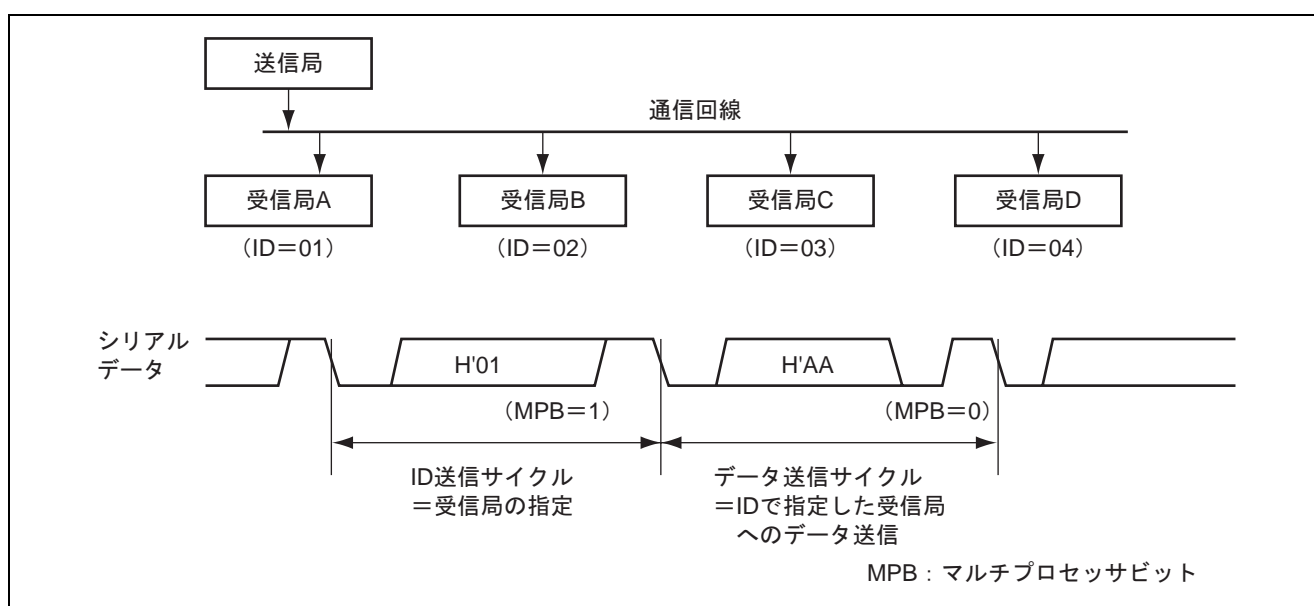 送信局
通信回線
受信局A
受信局B
受信局C
受信局D
（ID＝01）
（ID＝02）
（ID＝03）
（ID＝04）
シリアル
データ
H'01
H'AA
（MPB＝1）
（MPB＝0）
ID送信サイクル
＝受信局の指定
データ送信サイクル
＝IDで指定した受信局
へのデータ送信
MPB：マルチプロセッサビット